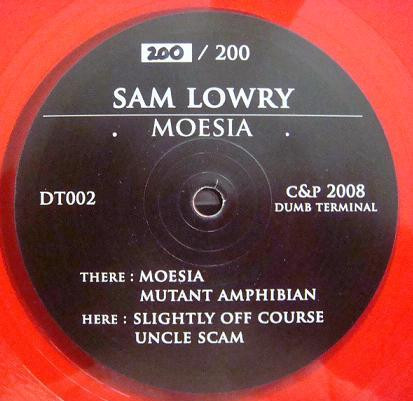 200 / 200
SAM LOWRY
. MOESIA .
DT002
C&P 2008
DUMB TERMINAL
THERE : MOESIA
MUTANT AMPHIBIAN
HERE : SLIGHTLY OFF COURSE
UNCLE SCAM